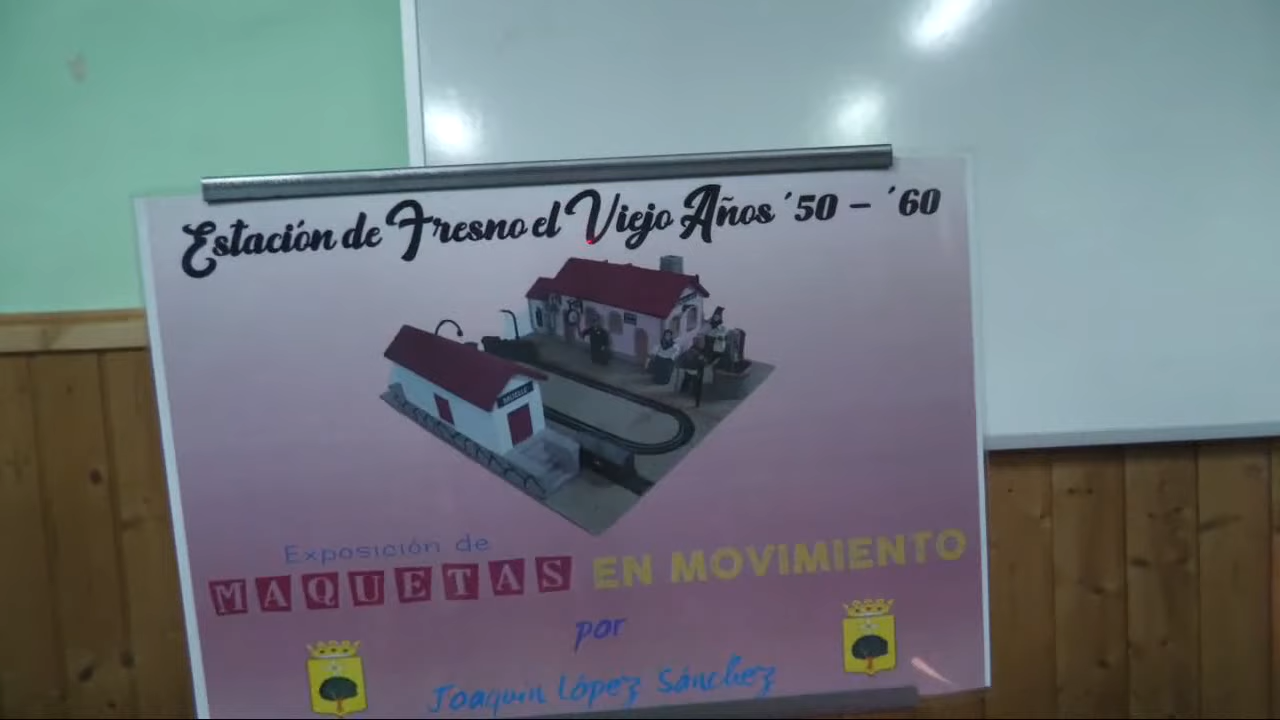 Estación de Fresno el Viejo Años ´50 – ´60
Exposición de
MAQUETAS EN MOVIMIENTO
por
Joaquín López Sánchez